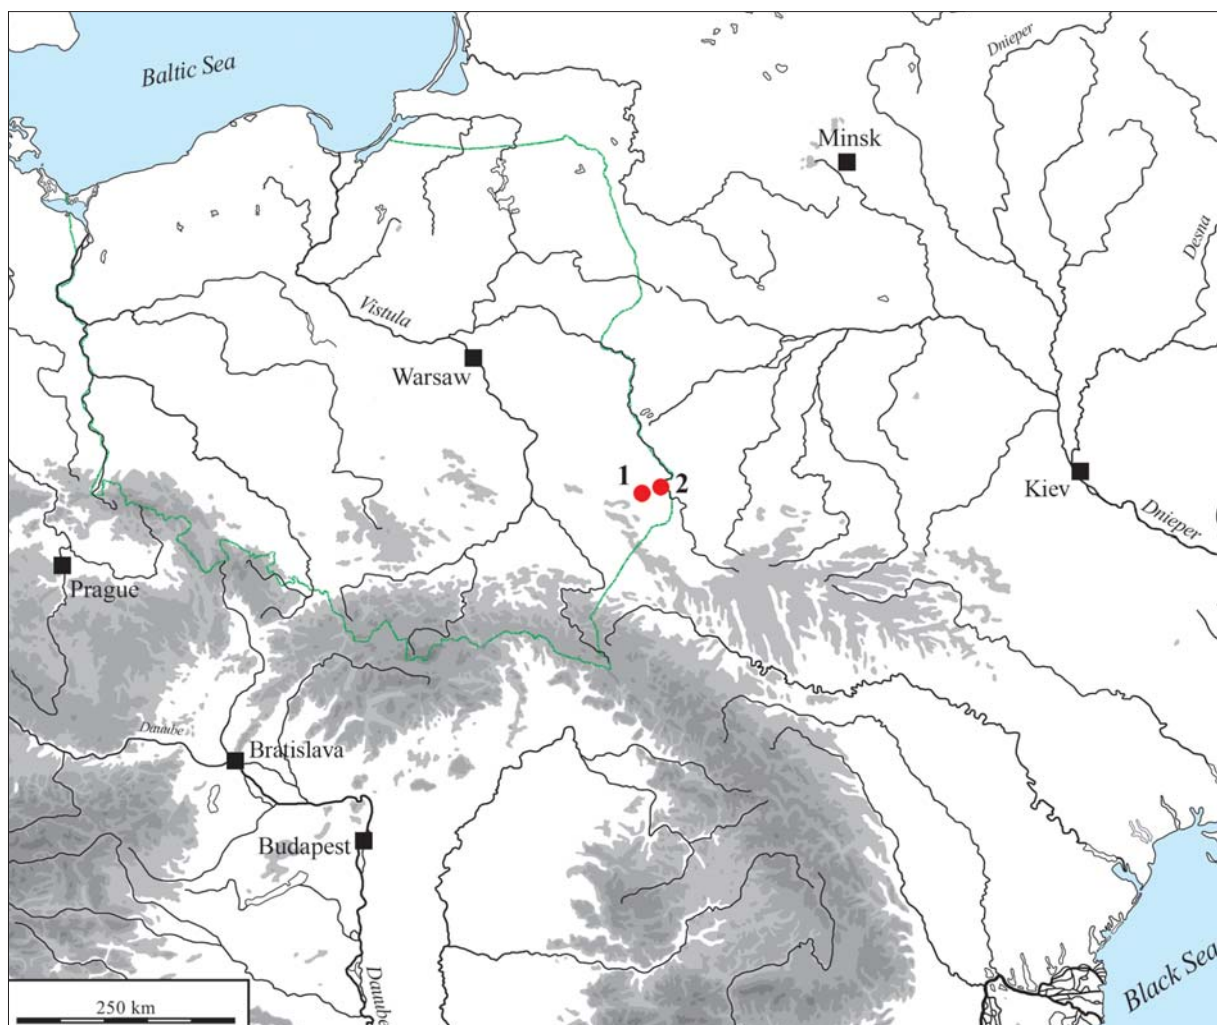 Dnieper
Baltic Sea
Minsk
Desna
Vistula
Warsaw
1
2
Kiev
Dnieper
Prague
Danube
Bratislava
Budapest
Danube
Black Sea
250 km